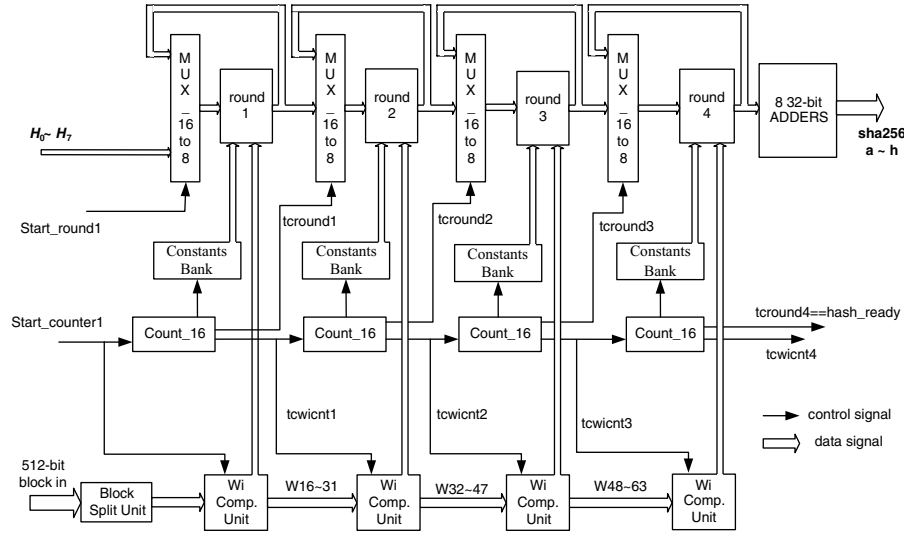 M U X _ 16 to 8
round 1
M U X _ 16 to 8
round 2
M U X _ 16 to 8
round 3
M U X _ 16 to 8
round 4
8 32-bit
ADDERS
H0~ H7
sha256
a ~ h
Start_round1
tcround1
tcround2
tcround3
Constants
Bank
Constants
Bank
Constants
Bank
Constants
Bank
Start_counter1
Count_16
Count_16
Count_16
Count_16
tcround4==hash_ready
tcwicnt4
tcwicnt1
tcwicnt2
tcwicnt3
control signal
data signal
512-bit
block in
Block
Split Unit
Wi
Comp.
Unit
W16~31
Wi
Comp.
Unit
W32~47
Wi
Comp.
Unit
W48~63
Wi
Comp.
Unit